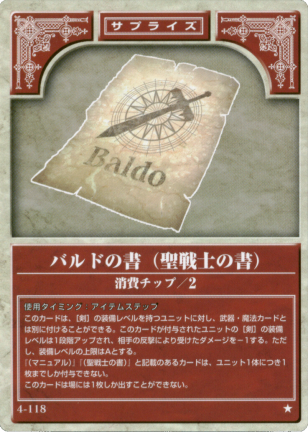 サプライズ
Baldo
バルドの書（聖戦士の書）
消費チップ／2
使用タイミング：アイテムステップ
このカードは、【剣】の装備レベルを持つユニットに対し、武器・魔法カードと
は別に付けることができる。このカードが付与されたユニットの【剣】の装備
レベルは1段階アップされ、相手の反撃により受けたダメージを－1する。ただ
し、装備レベルの上限はAとする。
「（マニュアル）」「（聖戦士の書）」と記載のあるカードは、ユニット1体につき1
枚までしか付与できない。
このカードは場には1枚しか出すことができない。
4-118
★